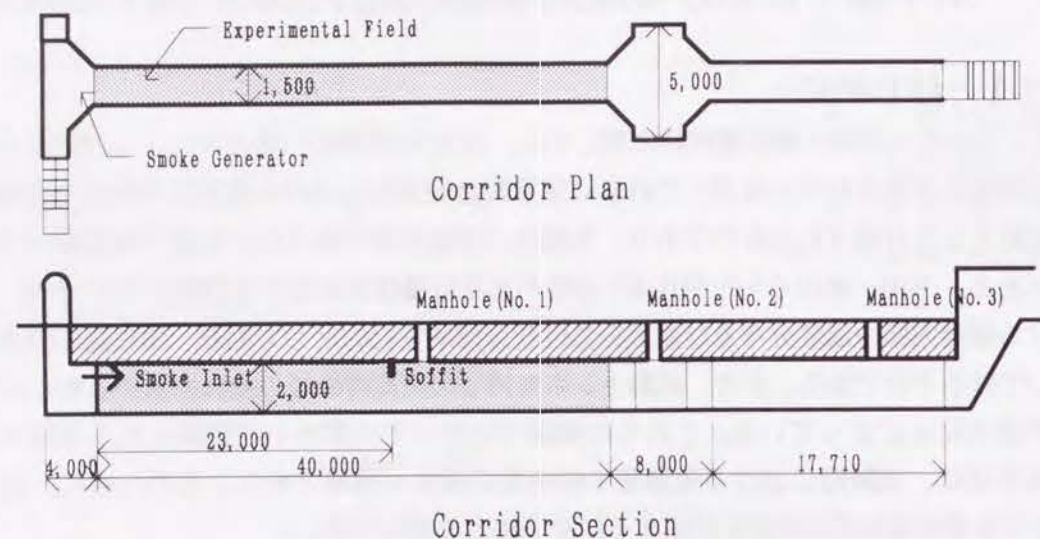 Experimental Field
1,500
5,000
Smoke Generator
Corridor Plan
Manhole(No.1)
Manhole(No.2)
Manhole(No.3)
Smoke Inlet
2,000
Soffit
23,000
4,000
40,000
8,000
17,710
Corridor Section